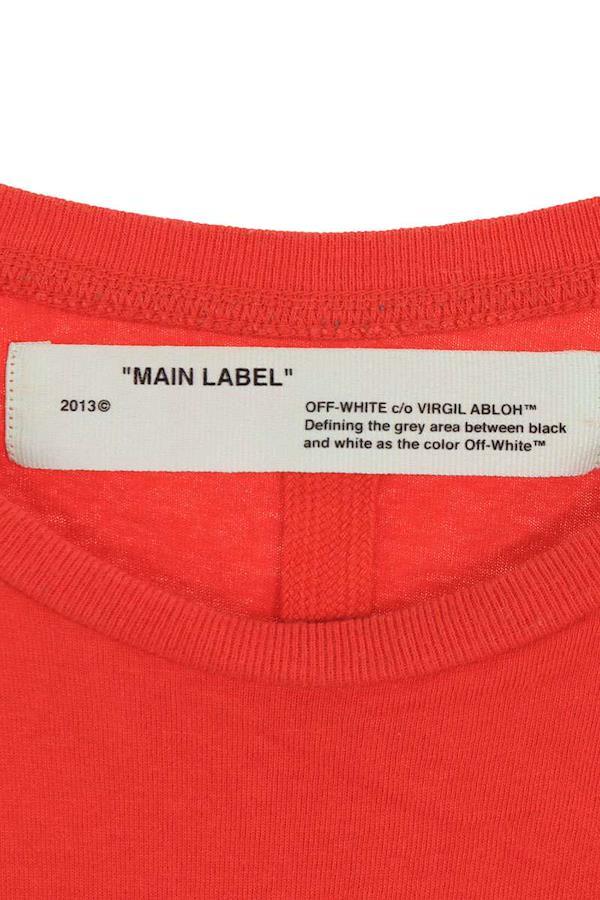 "MAIN LABEL"
2013©
OFF-WHITE c/o VIRGIL ABLOH™
Defining the grey area between black
and white as the color Off-White™